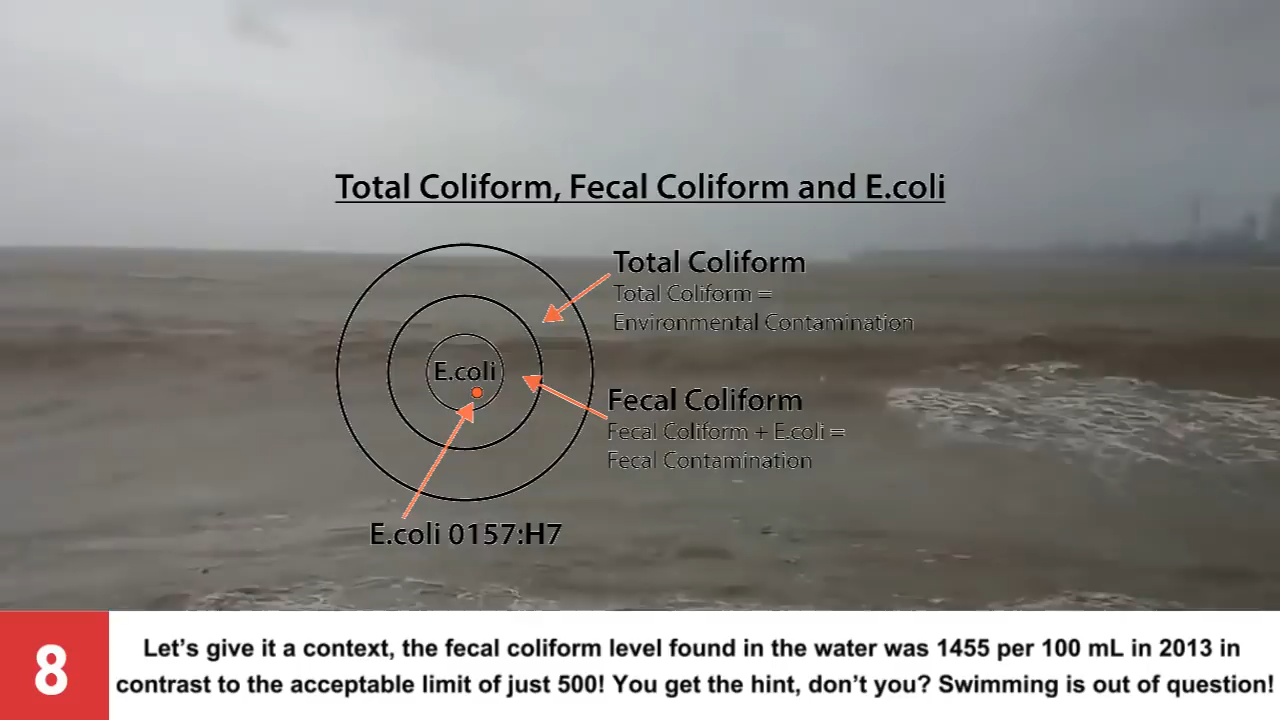 Total Coliform, Fecal Coliform and E.coli
Total Coliform
Total Coliform =
Environmental Contamination
E.coli
Fecal Coliform
Fecal Coliform + E.coli =
Fecal Contamination
E.coli 0157:H7
8
Let’s give it a context, the fecal coliform level found in the water was 1455 per 100 mL in 2013 in
contrast to the acceptable limit of just 500! You get the hint, don’t you? Swimming is out of question!